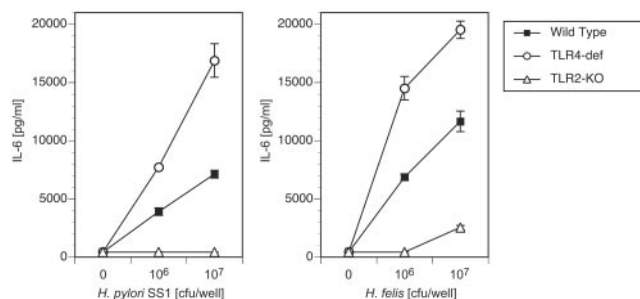 20000
15000
10000
5000
0
IL-6 [pg/ml]
0 10⁶ 10⁷
H. pylori SS1 [cfu/well]
20000
15000
10000
5000
0
IL-6 [pg/ml]
0 10⁶ 10⁷
H. felis [cfu/well]
Wild Type
TLR4-def
TLR2-KO